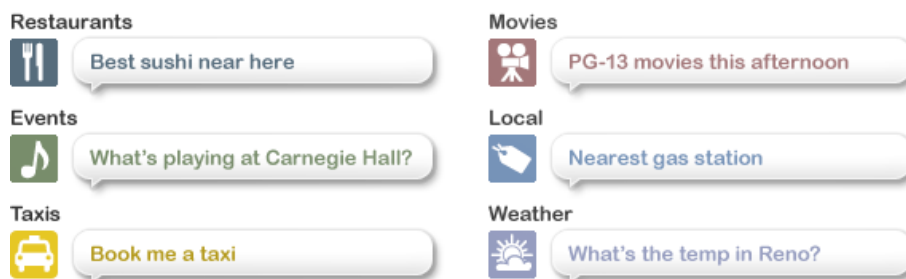 Restaurants
Best sushi near here
Events
What's playing at Carnegie Hall?
Taxis
Book me a taxi
Movies
PG-13 movies this afternoon
Local
Nearest gas station
Weather
What's the temp in Reno?